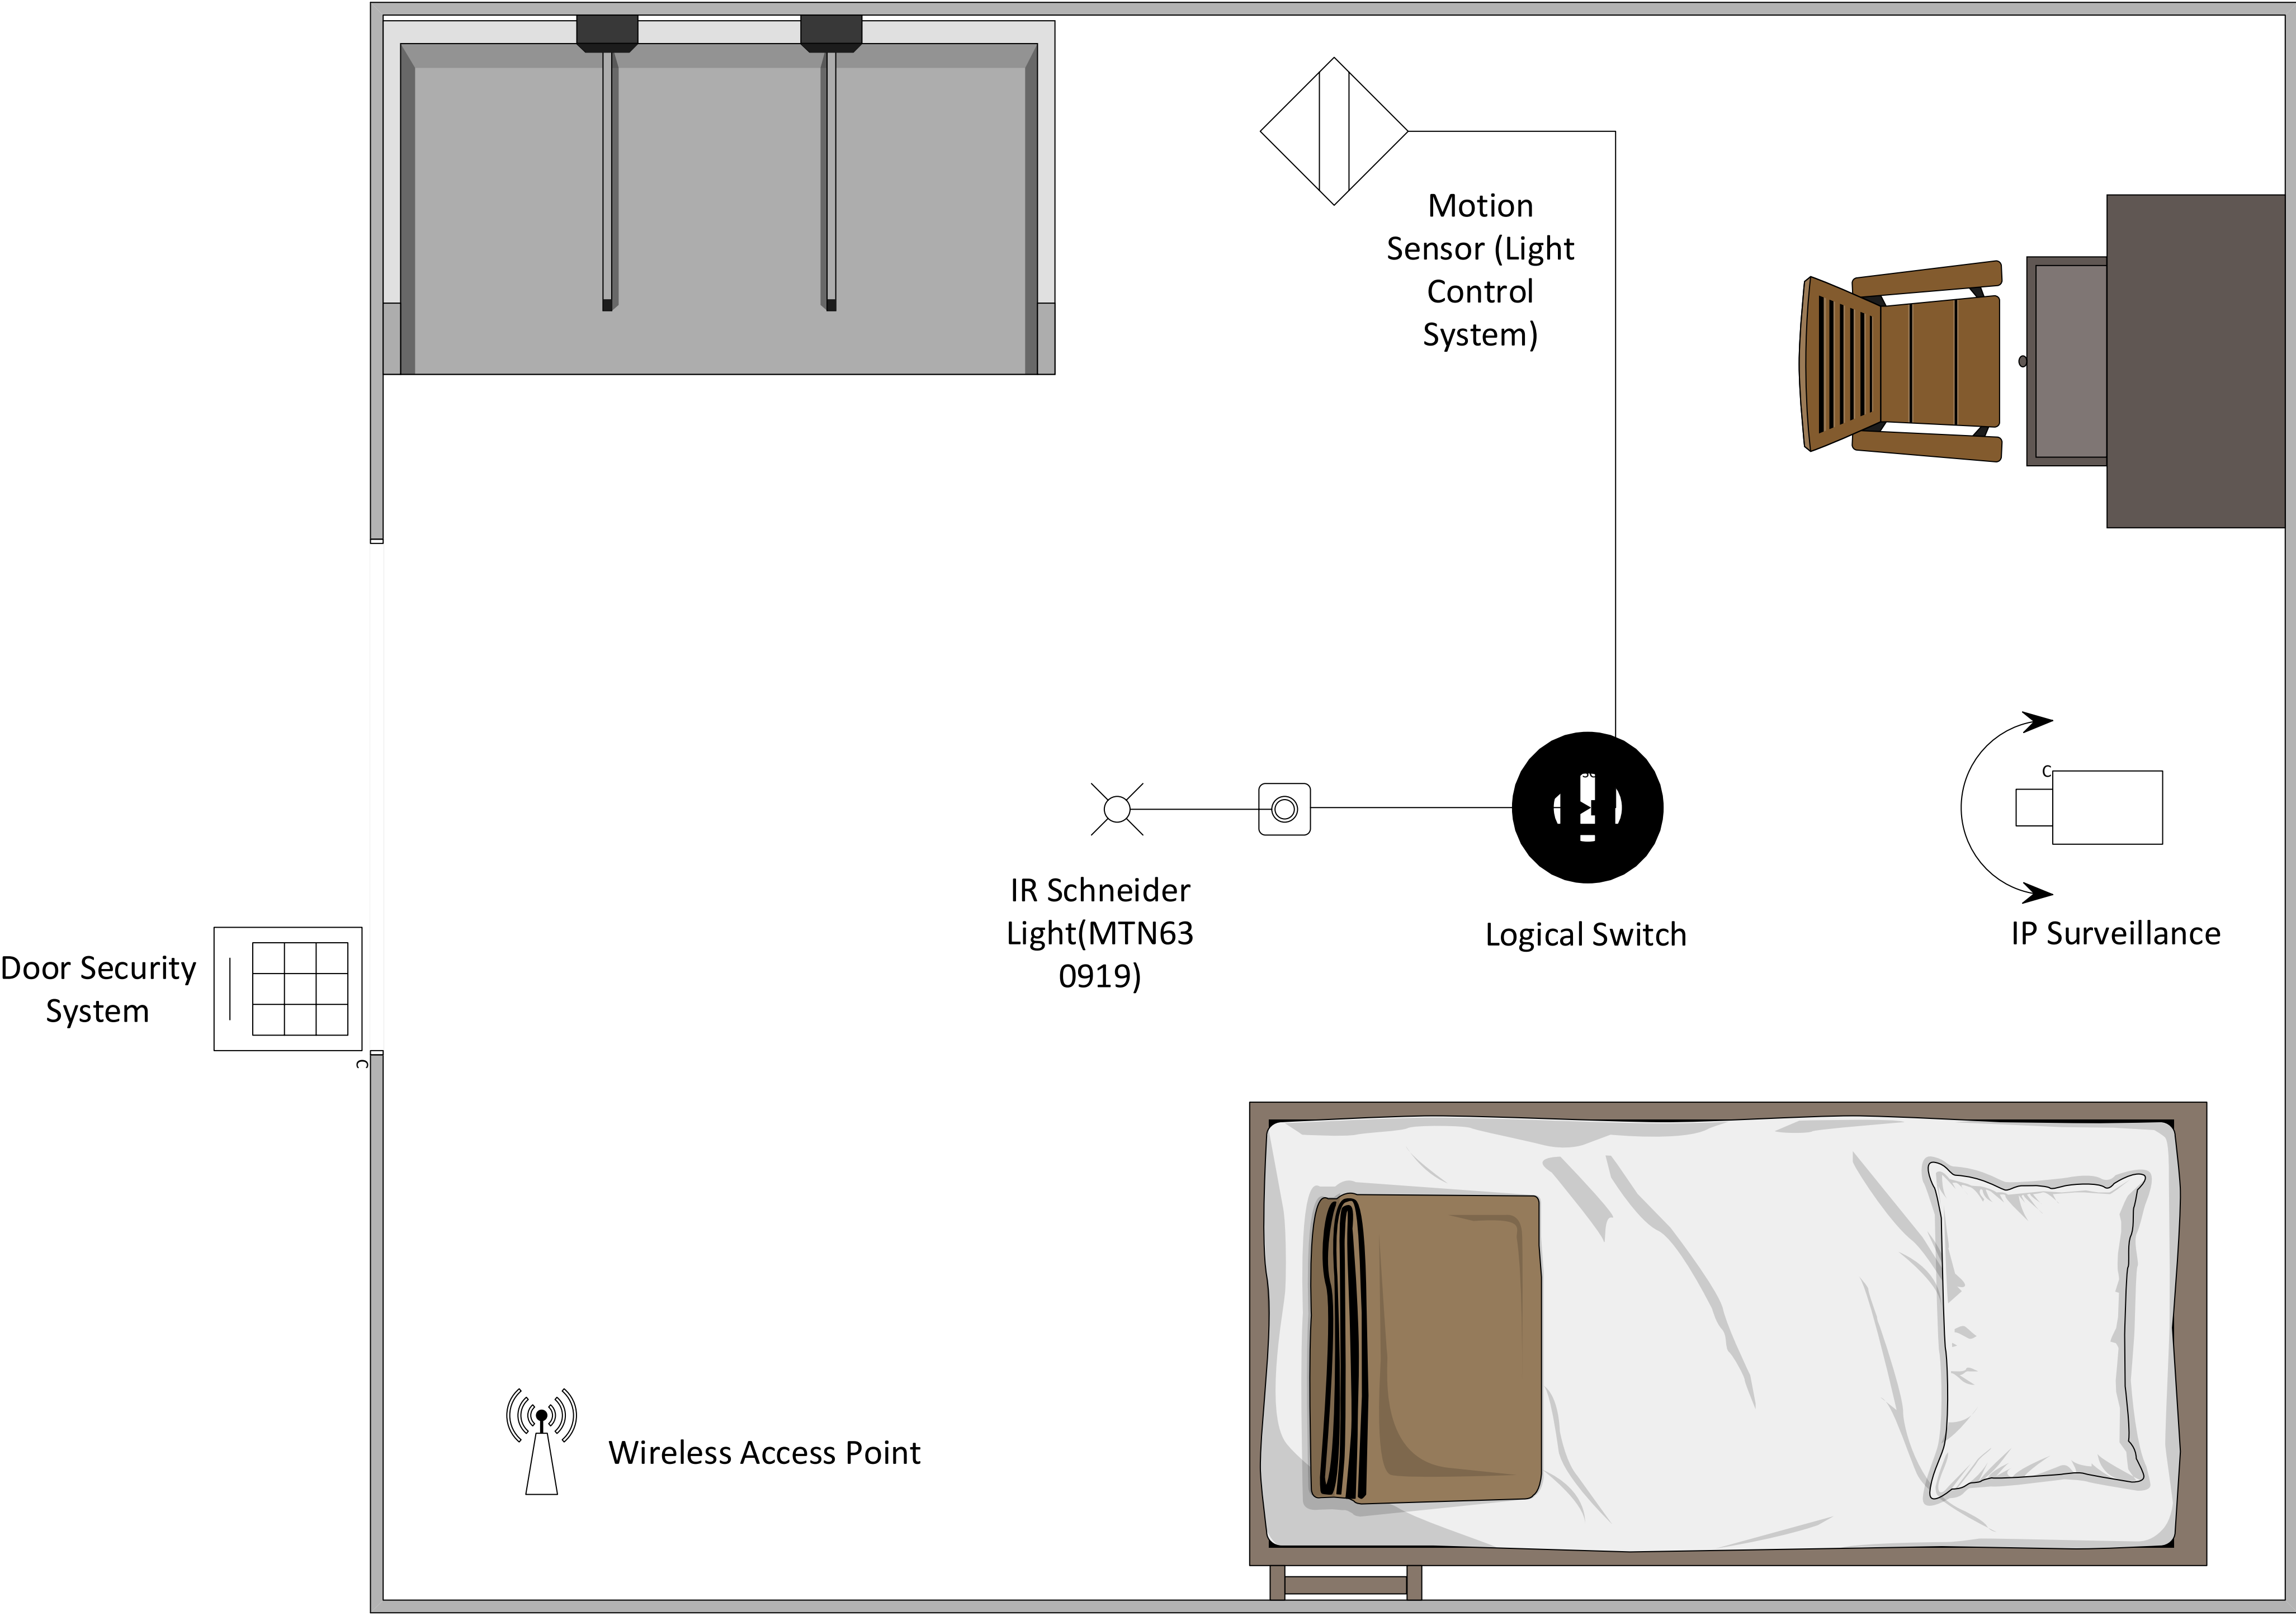 Motion
Sensor (Light
Control
System)
C
IR Schneider
Light(MTN63
0919)
Logical Switch
IP Surveillance
Door Security
System
C
Wireless Access Point